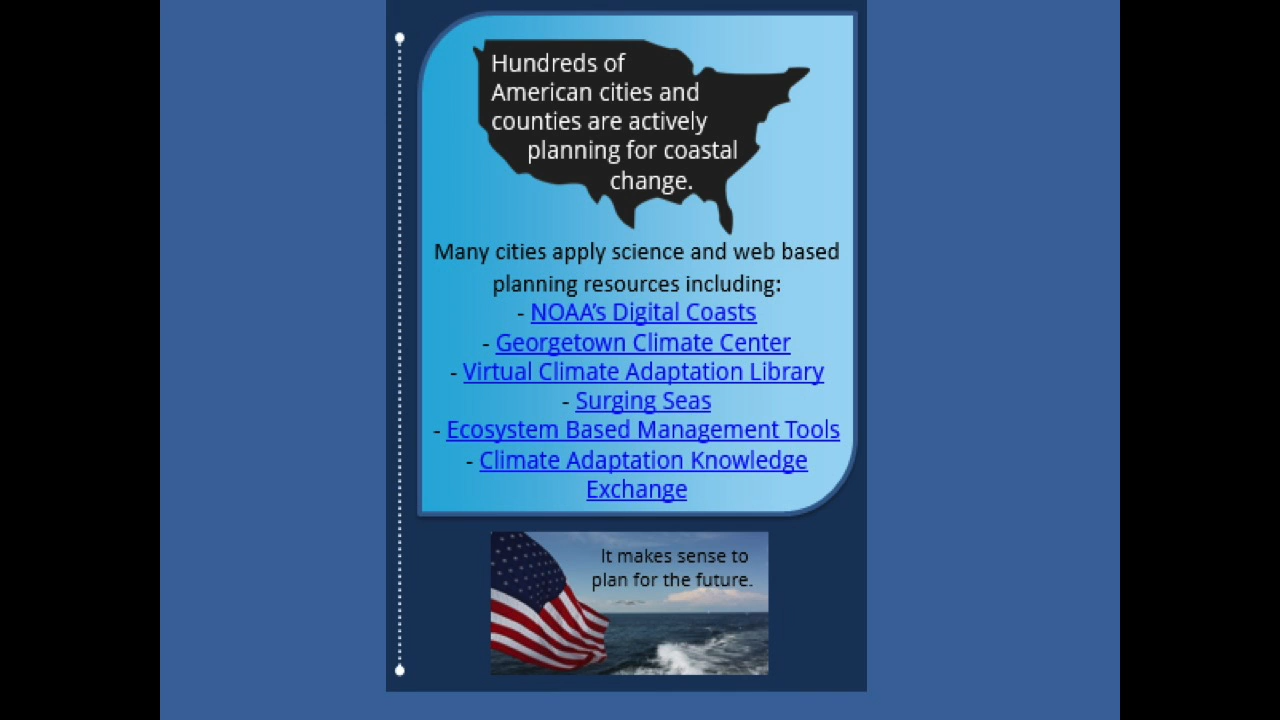 Hundreds of
American cities and
counties are actively
planning for coastal
change.
Many cities apply science and web based
planning resources including:
- NOAA’s Digital Coasts
- Georgetown Climate Center
- Virtual Climate Adaptation Library
- Surging Seas
- Ecosystem Based Management Tools
- Climate Adaptation Knowledge
Exchange
It makes sense to
plan for the future.